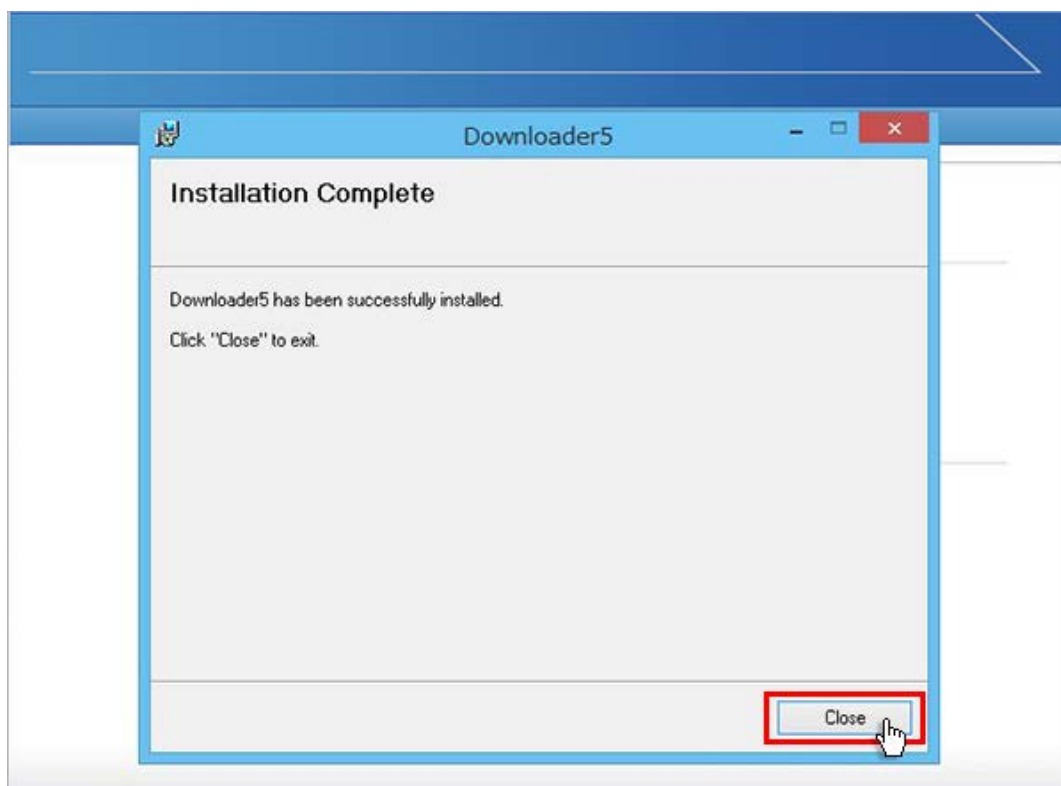 Downloader5
Installation Complete
Downloader5 has been successfully installed.
Click "Close" to exit.
Close